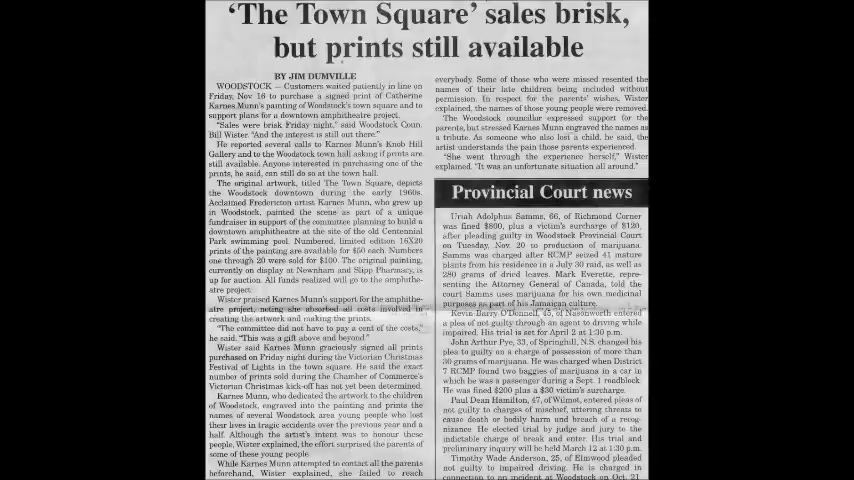 'The Town Square' sales brisk,
but prints still available
BY JIM DUMVILLE
WOODSTOCK — Customers waited patiently in line on
Friday, Nov. 16 to purchase a signed print of Catherine
Karnes Munn's painting of Woodstock's town square and to
support plans for a downtown amphitheatre project.
"Sales were brisk Friday night," said Woodstock Coun.
Bill Wister. "And the interest is still out there."
He reported several calls to Karnes Munn's Knob Hill
Gallery and to the Woodstock town hall asking if prints are
still available. Anyone interested in purchasing one of the
prints, he said, can still do so at the town hall.
The original artwork, titled The Town Square, depicts
the Woodstock downtown during the early 1960s.
Acclaimed Fredericton artist Karnes Munn, who grew up
in Woodstock, painted the scene as part of a unique
fundraiser in support of the committee planning to build a
downtown amphitheatre at the site of the old Centennial
Park swimming pool. Numbered, limited edition 16X20
prints of the painting are available for $50 each. Numbers
one through 20 were sold for $100. The original painting,
currently on display at Newnham and Slipp Pharmacy, is
up for auction. All funds realized will go to the amphithe-
atre project.
Wister praised Karnes Munn's support for the amphithe-
atre project, noting she absorbed all costs involved in
creating the artwork and making the prints.
"The committee did not have to pay a cent of the costs,"
he said. "This was a gift above and beyond."
Wister said Karnes Munn graciously signed all prints
purchased on Friday night during the Victorian Christmas
Festival of Lights in the town square. He said the exact
number of prints sold during the Chamber of Commerce's
Victorian Christmas kick-off has not yet been determined.
Karnes Munn, who dedicated the artwork to the children
of Woodstock, engraved into the painting and prints the
names of several Woodstock area young people who lost
their lives in tragic accidents over the previous year and a
half. Although the artist's intent was to honour these
people, Wister explained, the effort surprised the parents of
some of these young people.
While Karnes Munn attempted to contact all the parents
beforehand, Wister explained, she failed to reach
everybody. Some of those who were missed resented the
names of their late children being included without
permission. In respect for the parents' wishes, Wister
explained, the names of those young people were removed.
The Woodstock councillor expressed support for the
parents, but stressed Karnes Munn engraved the names as
a tribute. As someone who also lost a child, he said, the
artist understands the pain those parents experienced.
"She went through the experience herself," Wister
explained. "It was an unfortunate situation all around."
Provincial Court news
Uriah Adolphus Samms, 66, of Richmond Corner
was fined $800, plus a victim's surcharge of $120,
after pleading guilty in Woodstock Provincial Court
on Tuesday, Nov. 20 to production of marijuana.
Samms was charged after RCMP seized 41 mature
plants from his residence in a July 30 raid, as well as
280 grams of dried leaves. Mark Everette, repre-
senting the Attorney General of Canada, told the
court Samms uses marijuana for his own medicinal
purposes as part of his Jamaican culture.
Kevin Barry O'Donnell, 45, of Nasonworth entered
a plea of not guilty through an agent to driving while
impaired. His trial is set for April 2 at 1:30 p.m.
John Arthur Pye, 33, of Springhill, N.S. changed his
plea to guilty on a charge of possession of more than
30 grams of marijuana. He was charged when District
7 RCMP found two baggies of marijuana in a car in
which he was a passenger during a Sept. 1 roadblock.
He was fined $200 plus a $30 victim's surcharge.
Paul Dean Hamilton, 47, of Wilmot, entered pleas of
not guilty to charges of mischief, uttering threats to
cause death or bodily harm and breach of a recog-
nizance. He elected trial by judge and jury to the
indictable charge of break and enter. His trial and
preliminary inquiry will be held March 12 at 1:30 p.m.
Timothy Wade Anderson, 25, of Elmwood pleaded
not guilty to impaired driving. He is charged in
connection to an incident at Woodstock on Oct. 21.